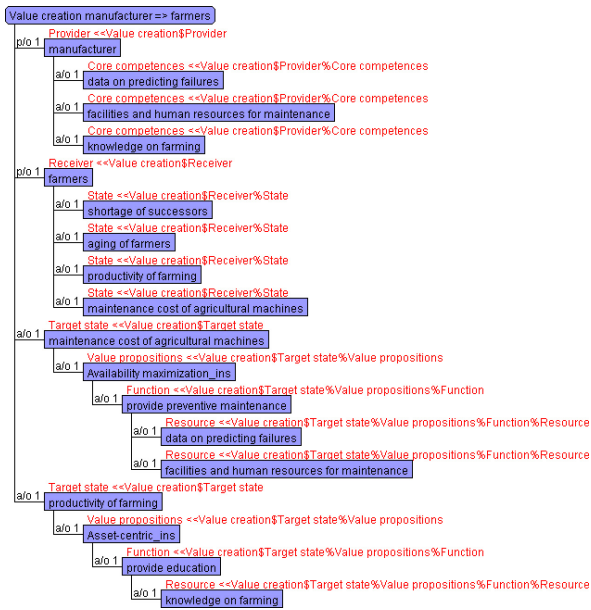 Value creation manufacturer => farmers
Provider <<Value creation$Provider
p/o 1 manufacturer
Core competences <<Value creation$Provider%Core competences
a/o 1 data on predicting failures
Core competences <<Value creation$Provider%Core competences
a/o 1 facilities and human resources for maintenance
Core competences <<Value creation$Provider%Core competences
a/o 1 knowledge on farming
Receiver <<Value creation$Receiver
p/o 1 farmers
State <<Value creation$Receiver%State
a/o 1 shortage of successors
State <<Value creation$Receiver%State
a/o 1 aging of farmers
State <<Value creation$Receiver%State
a/o 1 productivity of farming
State <<Value creation$Receiver%State
a/o 1 maintenance cost of agricultural machines
Target state <<Value creation$Target state
a/o 1 maintenance cost of agricultural machines
Value propositions <<Value creation$Target state%Value propositions
a/o 1 Availability maximization_ins
Function <<Value creation$Target state%Value propositions%Function
a/o 1 provide preventive maintenance
Resource <<Value creation$Target state%Value propositions%Function%Resource
a/o 1 data on predicting failures
Resource <<Value creation$Target state%Value propositions%Function%Resource
a/o 1 facilities and human resources for maintenance
Target state <<Value creation$Target state
a/o 1 productivity of farming
Value propositions <<Value creation$Target state%Value propositions
a/o 1 Asset-centric_ins
Function <<Value creation$Target state%Value propositions%Function
a/o 1 provide education
Resource <<Value creation$Target state%Value propositions%Function%Resource
a/o 1 knowledge on farming